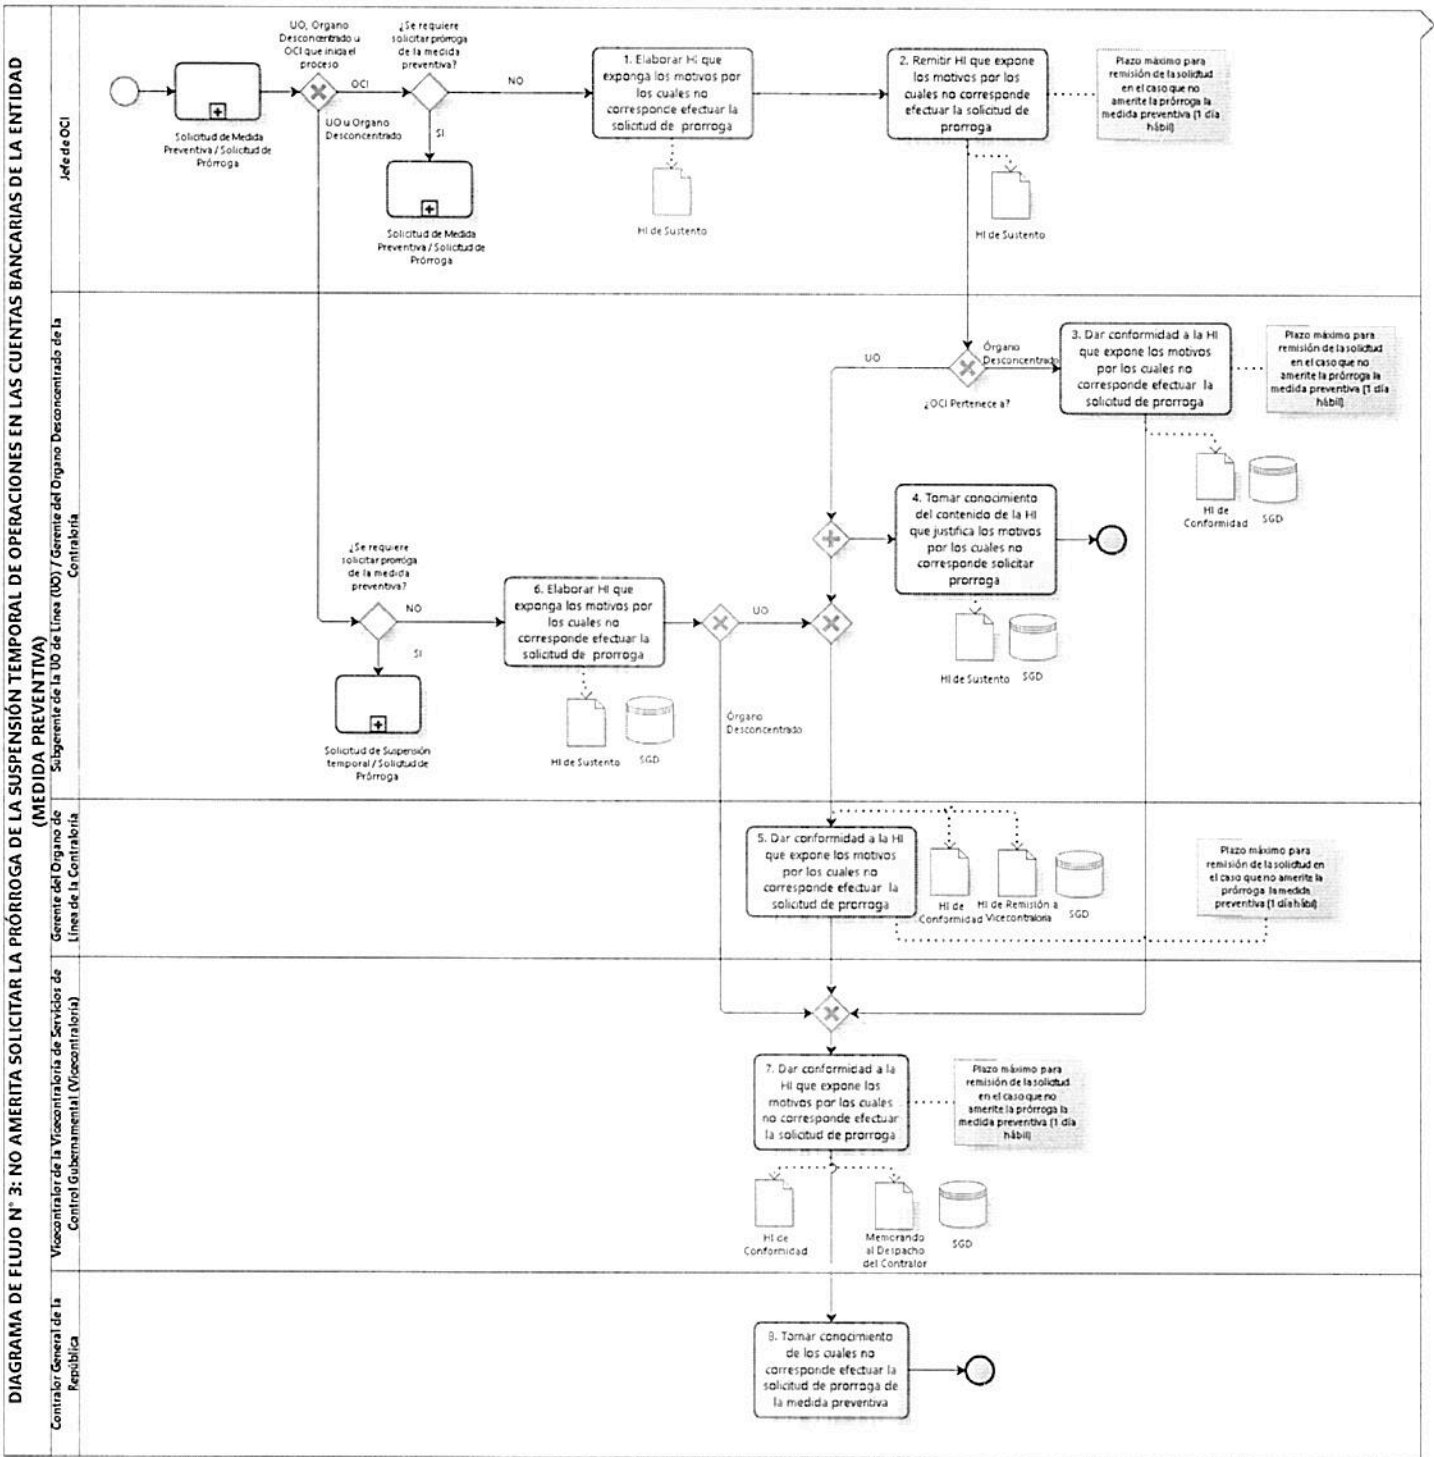 DIAGRAMA DE FLUJO N° 3: NO AMERITA SOLICITAR LA PRÓRROGA DE LA SUSPENSIÓN TEMPORAL DE OPERACIONES EN LAS CUENTAS BANCARIAS DE LA ENTIDAD
(MEDIDA PREVENTIVA)
Jefe de OCI
Solicitud de Medida
Preventiva / Solicitud de
Prórroga
UO, Organo
Desconcentrado u
OCI que inicia el
proceso
OCI
UO u Organo
Desconcentrado
¿Se requiere
solicitar prórroga
de la medida
preventiva?
NO
SI
Solicitud de Medida
Preventiva / Solicitud de
Prórroga
1. Elaborar HI que
exponga los motivos por
los cuales no
corresponde efectuar la
solicitud de prorroga
HI de Sustento
2. Remitir HI que expone
los motivos por los
cuales no corresponde
efectuar la solicitud de
prorroga
HI de Sustento
Plazo máximo para
remisión de la solicitud
en el caso que no
amerite la prórroga la
medida preventiva (1 día
hábil)
Subgerente de la UO de Línea (UO) / Gerente del Organo Desconcentrado de la
Contraloría
UO
Órgano
Desconcentrado
¿OCI Pertenece a?
3. Dar conformidad a la HI
que expone los motivos
por los cuales no
corresponde efectuar la
solicitud de prorroga
Plazo máximo para
remisión de la solicitud
en el caso que no
amerite la prórroga la
medida preventiva (1 día
hábil)
HI de
Conformidad
SGD
4. Tomar conocimiento
del contenido de la HI
que justifica los motivos
por los cuales no
corresponde solicitar
prorroga
HI de Sustento
SGD
¿Se requiere
solicitar prorroga
de la medida
preventiva?
NO
SI
Solicitud de Suspensión
temporal / Solicitud de
Prórroga
6. Elaborar HI que
exponga los motivos por
los cuales no
corresponde efectuar la
solicitud de prorroga
HI de Sustento
SGD
UO
Órgano
Desconcentrado
Gerente del Organo de
Línea de la Contraloría
5. Dar conformidad a la HI
que expone los motivos
por los cuales no
corresponde efectuar la
solicitud de prorroga
HI de
Conformidad
HI de Remisión a
Vicecontraloría
SGD
Plazo máximo para
remisión de la solicitud en
el caso que no amerite la
prórroga la medida
preventiva (1 día hábil)
Vicecontralor de la Vicecontraloría de Servicios de
Control Gubernamental (Vicecontraloría)
7. Dar conformidad a la
HI que expone los
motivos por los cuales
no corresponde efectuar
la solicitud de prorroga
Plazo máximo para
remisión de la solicitud
en el caso que no
amerite la prórroga la
medida preventiva (1 día
hábil)
HI de
Conformidad
Memorando
al Despacho
del Contralor
SGD
Contralor General de la
República
8. Tomar conocimiento
de los cuales no
corresponde efectuar la
solicitud de prorroga de
la medida preventiva